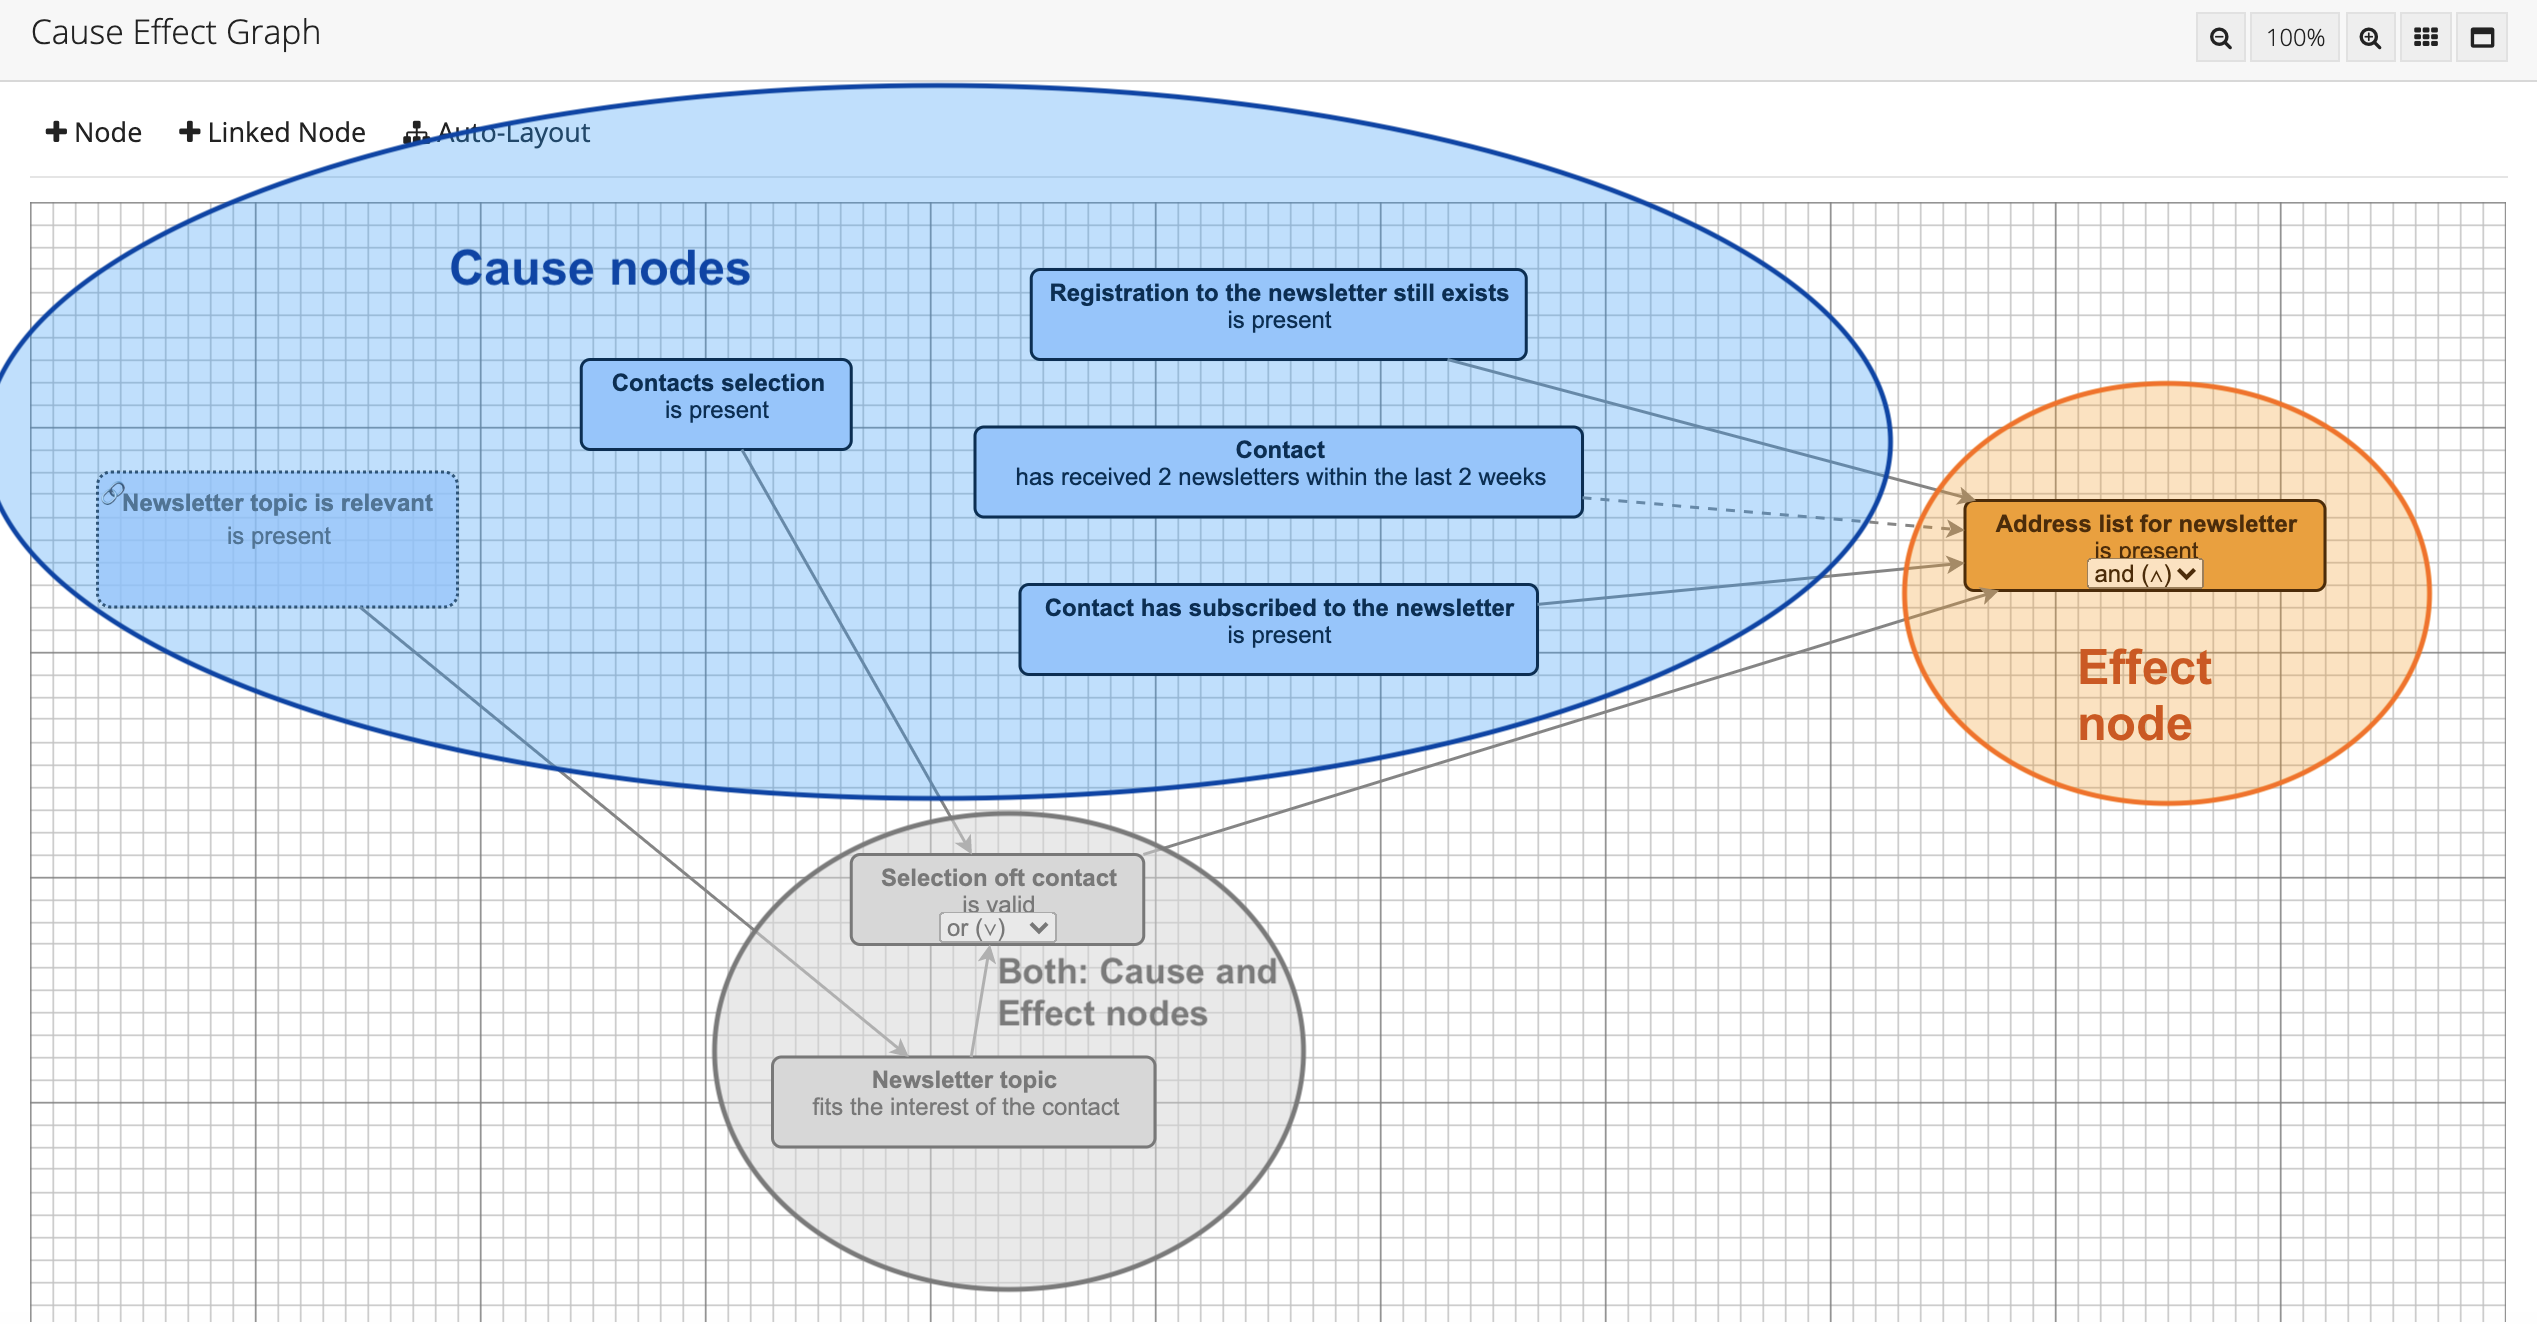 Cause Effect Graph
100%
Node
Linked Node
Auto-Layout
Cause nodes
Registration to the newsletter still exists
is present
Contacts selection
is present
Contact
has received 2 newsletters within the last 2 weeks
Newsletter topic is relevant
is present
Address list for newsletter
is present
and (∧)
Contact has subscribed to the newsletter
is present
Effect
node
Selection oft contact
is valid
or (∨)
Both: Cause and
Effect nodes
Newsletter topic
fits the interest of the contact